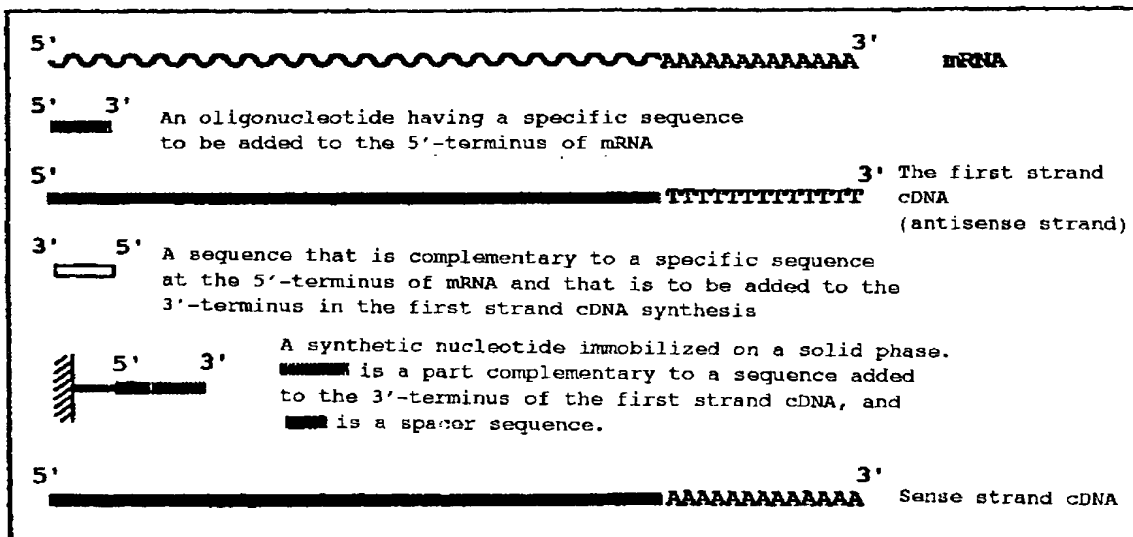 5' 3'
AAAAAAAAAAAAA mRNA
5' 3'
An oligonucleotide having a specific sequence
to be added to the 5'-terminus of mRNA
5' 3' The first strand
TTTTTTTTTTTTTT cDNA
(antisense strand)
3' 5'
A sequence that is complementary to a specific sequence
at the 5'-terminus of mRNA and that is to be added to the
3'-terminus in the first strand cDNA synthesis
5' 3'
A synthetic nucleotide immobilized on a solid phase.
is a part complementary to a sequence added
to the 3'-terminus of the first strand cDNA, and
is a spacor sequence.
5' 3'
AAAAAAAAAAAAA Sense strand cDNA